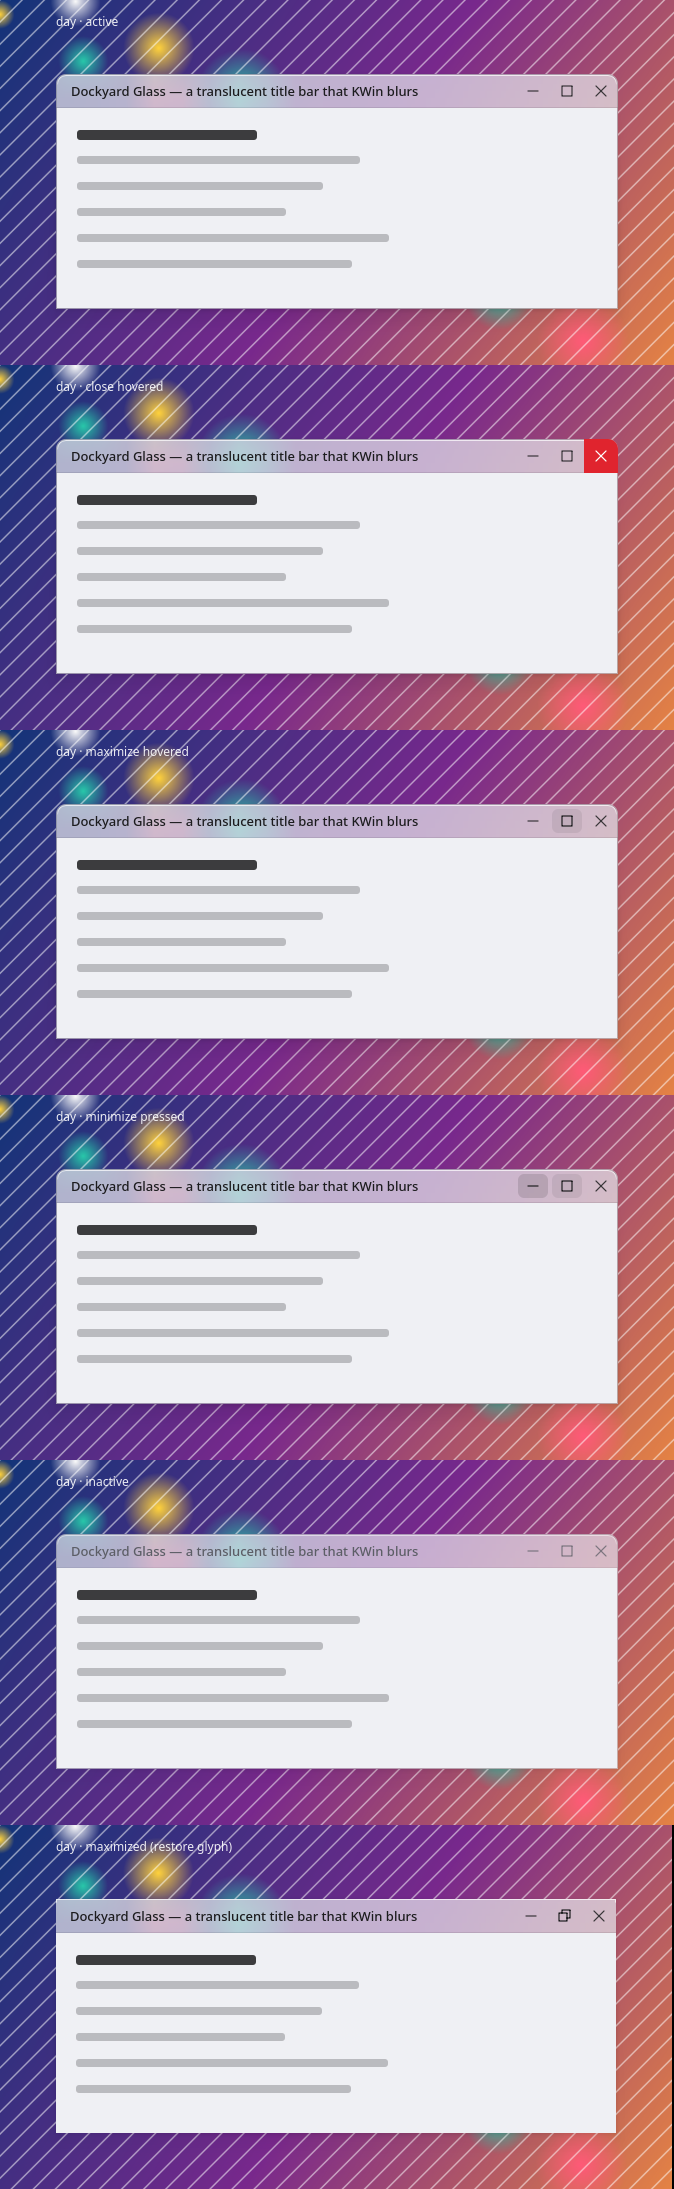 day · active
Dockyard Glass — a translucent title bar that KWin blurs
day · close hovered
Dockyard Glass — a translucent title bar that KWin blurs
day · maximize hovered
Dockyard Glass — a translucent title bar that KWin blurs
day · minimize pressed
Dockyard Glass — a translucent title bar that KWin blurs
day · inactive
Dockyard Glass — a translucent title bar that KWin blurs
day · maximized (restore glyph)
Dockyard Glass — a translucent title bar that KWin blurs